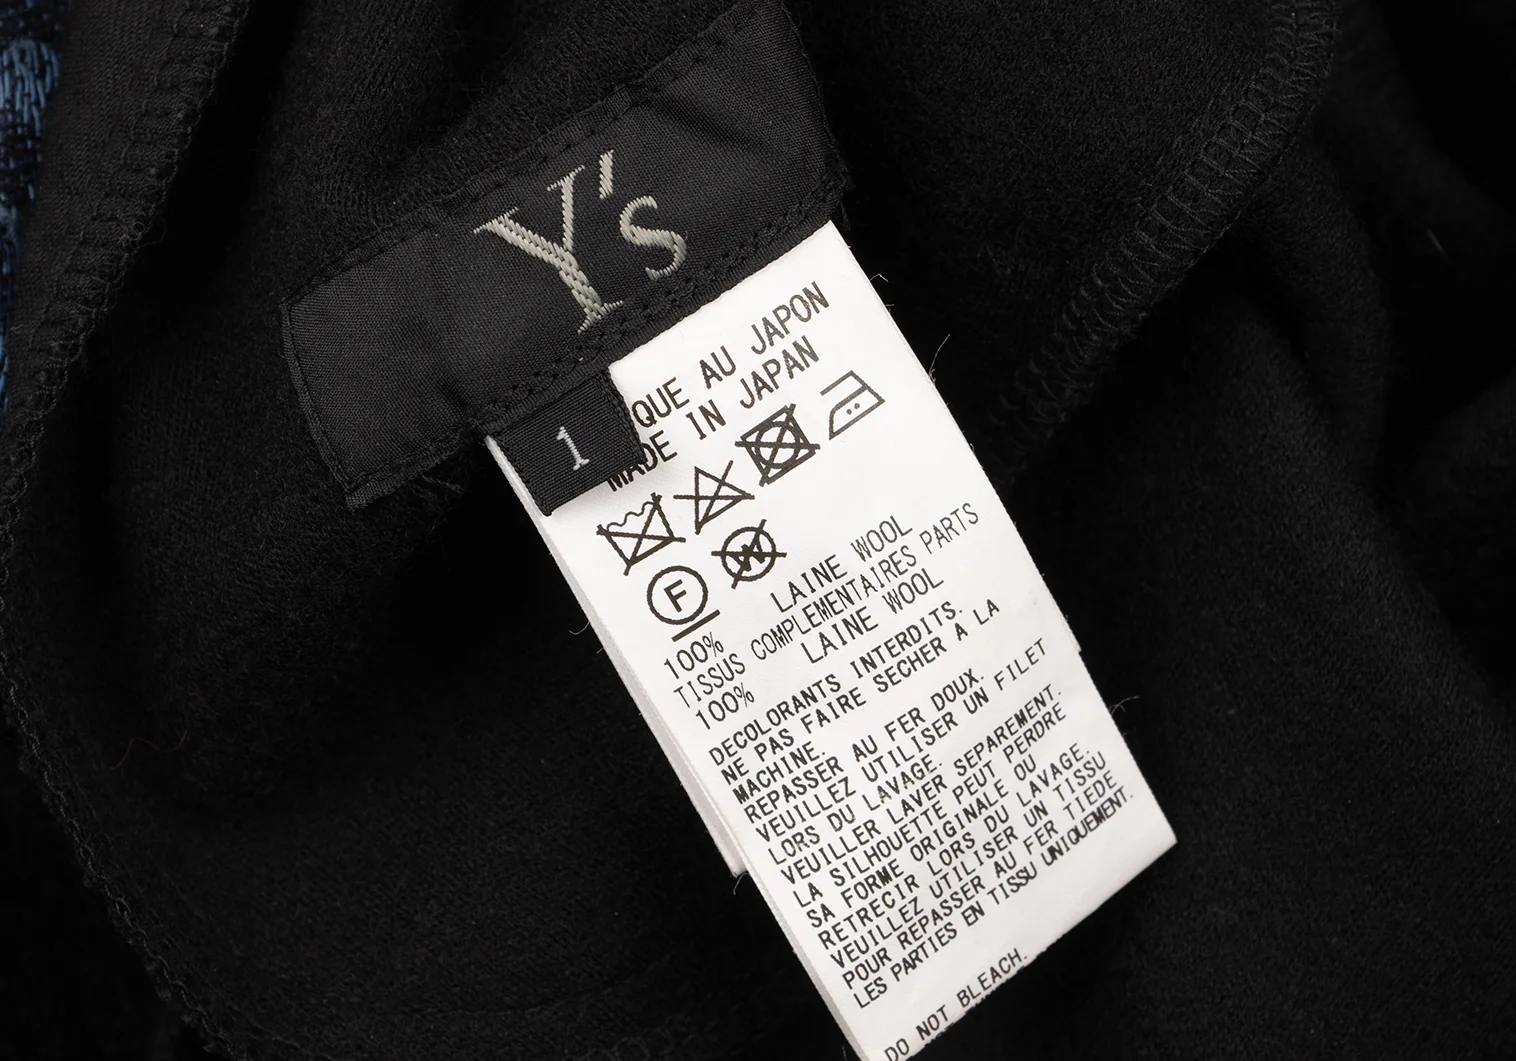 Y's
1
QUE AU JAPON
MADE IN JAPAN
F
W
LAINE WOOL
100%
TISSUS COMPLEMENTAIRES PARTS
100% LAINE WOOL
DECOLORANTS INTERDITS.
NE PAS FAIRE SECHER A LA
MACHINE.
REPASSER AU FER DOUX.
VEUILLEZ UTILISER UN FILET
LORS DU LAVAGE.
VEUILLER LAVER SEPAREMENT.
LA SILHOUETTE PEUT PERDRE
SA FORME ORIGINALE OU
RETRECIR LORS DU LAVAGE.
VEUILLEZ UTILISER UN TISSU
POUR REPASSER AU FER TIEDE
LES PARTIES EN TISSU UNIQUEMENT.
DO NOT BLEACH.